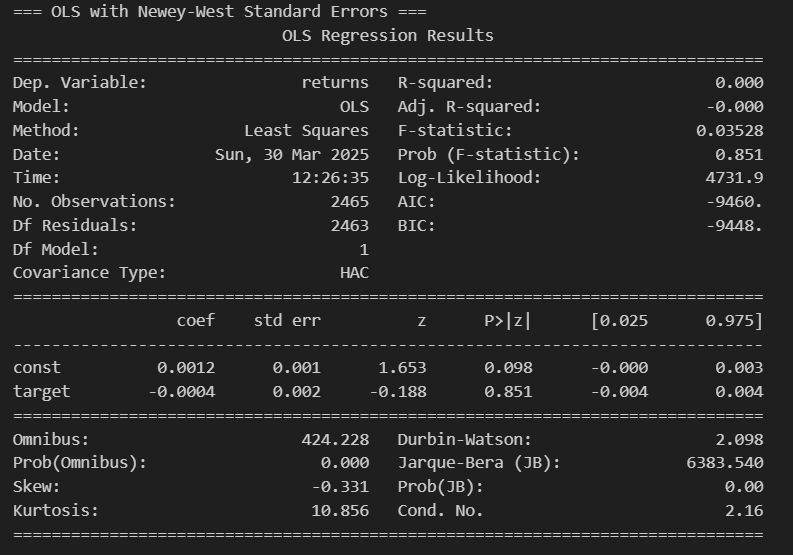 === OLS with Newey-West Standard Errors ===
                            OLS Regression Results
==============================================================================
Dep. Variable:                returns   R-squared:                       0.000
Model:                            OLS   Adj. R-squared:                 -0.000
Method:                 Least Squares   F-statistic:                   0.03528
Date:                Sun, 30 Mar 2025   Prob (F-statistic):              0.851
Time:                        12:26:35   Log-Likelihood:                 4731.9
No. Observations:                2465   AIC:                            -9460.
Df Residuals:                    2463   BIC:                            -9448.
Df Model:                           1
Covariance Type:                  HAC
==============================================================================
                 coef    std err          z      P>|z|      [0.025      0.975]
------------------------------------------------------------------------------
const          0.0012      0.001      1.653      0.098      -0.000       0.003
target        -0.0004      0.002     -0.188      0.851      -0.004       0.004
==============================================================================
Omnibus:                      424.228   Durbin-Watson:                   2.098
Prob(Omnibus):                  0.000   Jarque-Bera (JB):             6383.540
Skew:                          -0.331   Prob(JB):                         0.00
Kurtosis:                      10.856   Cond. No.                         2.16
==============================================================================